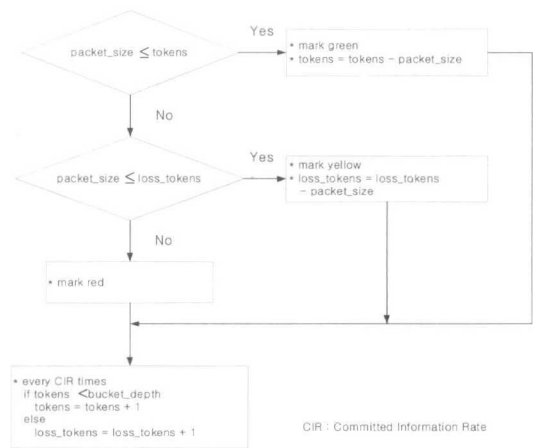 packet_size ≤ tokens
Yes
• mark green
• tokens = tokens − packet_size
No
packet_size ≤ loss_tokens
Yes
• mark yellow
• loss_tokens = loss_tokens
− packet_size
No
• mark red
• every CIR times
if tokens <bucket_depth
tokens = tokens + 1
else
loss_tokens = loss_tokens + 1
CIR : Committed Information Rate